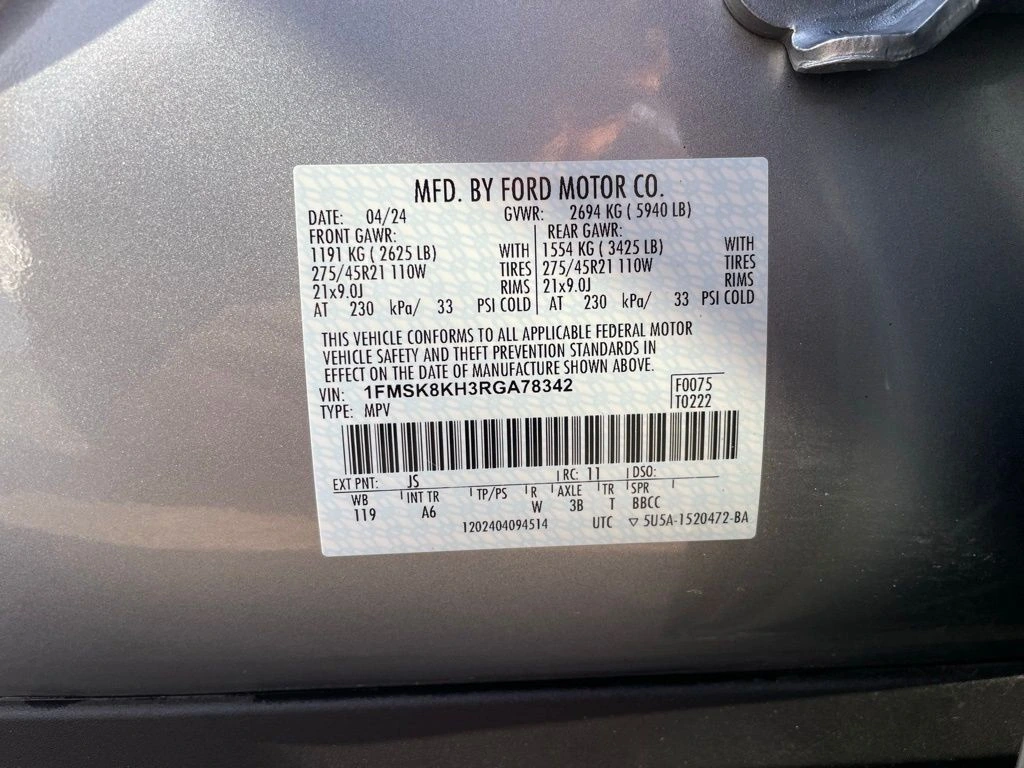 MFD. BY FORD MOTOR CO.
DATE: 04/24 GVWR: 2694 KG ( 5940 LB)
FRONT GAWR: REAR GAWR:
1191 KG ( 2625 LB) WITH 1554 KG ( 3425 LB) WITH
275/45R21 110W TIRES 275/45R21 110W TIRES
21x9.0J RIMS 21x9.0J RIMS
AT 230 kPa/ 33 PSI COLD AT 230 kPa/ 33 PSI COLD
THIS VEHICLE CONFORMS TO ALL APPLICABLE FEDERAL MOTOR
VEHICLE SAFETY AND THEFT PREVENTION STANDARDS IN
EFFECT ON THE DATE OF MANUFACTURE SHOWN ABOVE.
VIN: 1FMSK8KH3RGA78342 F0075
TYPE: MPV T0222
EXT PNT: JS RC: 11 DSO:
WB INT TR TP/PS R AXLE TR SPR
119 A6 W 3B T BBCC
1202404094514 UTC ▽ 5U5A-1520472-BA